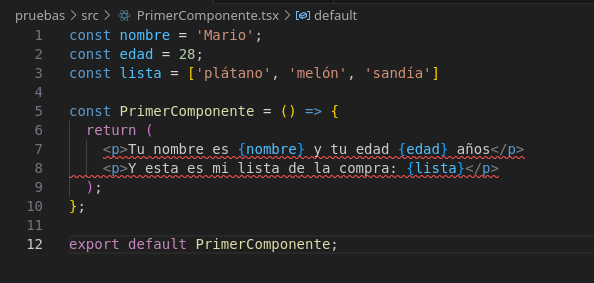 pruebas > src > PrimerComponente.tsx > default
1 const nombre = 'Mario';
2 const edad = 28;
3 const lista = ['plátano', 'melón', 'sandía']
4
5 const PrimerComponente = () => {
6   return (
7     <p>Tu nombre es {nombre} y tu edad {edad} años</p>
8     <p>Y esta es mi lista de la compra: {lista}</p>
9   );
10 };
11
12 export default PrimerComponente;